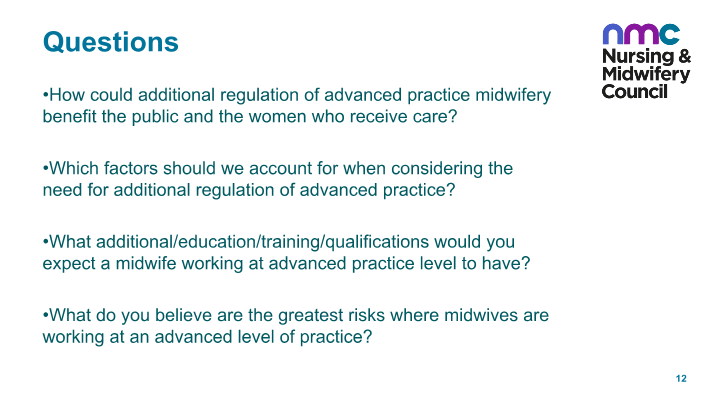 Questions
nmc
Nursing &
Midwifery
Council
•How could additional regulation of advanced practice midwifery
benefit the public and the women who receive care?
•Which factors should we account for when considering the
need for additional regulation of advanced practice?
•What additional/education/training/qualifications would you
expect a midwife working at advanced practice level to have?
•What do you believe are the greatest risks where midwives are
working at an advanced level of practice?
12